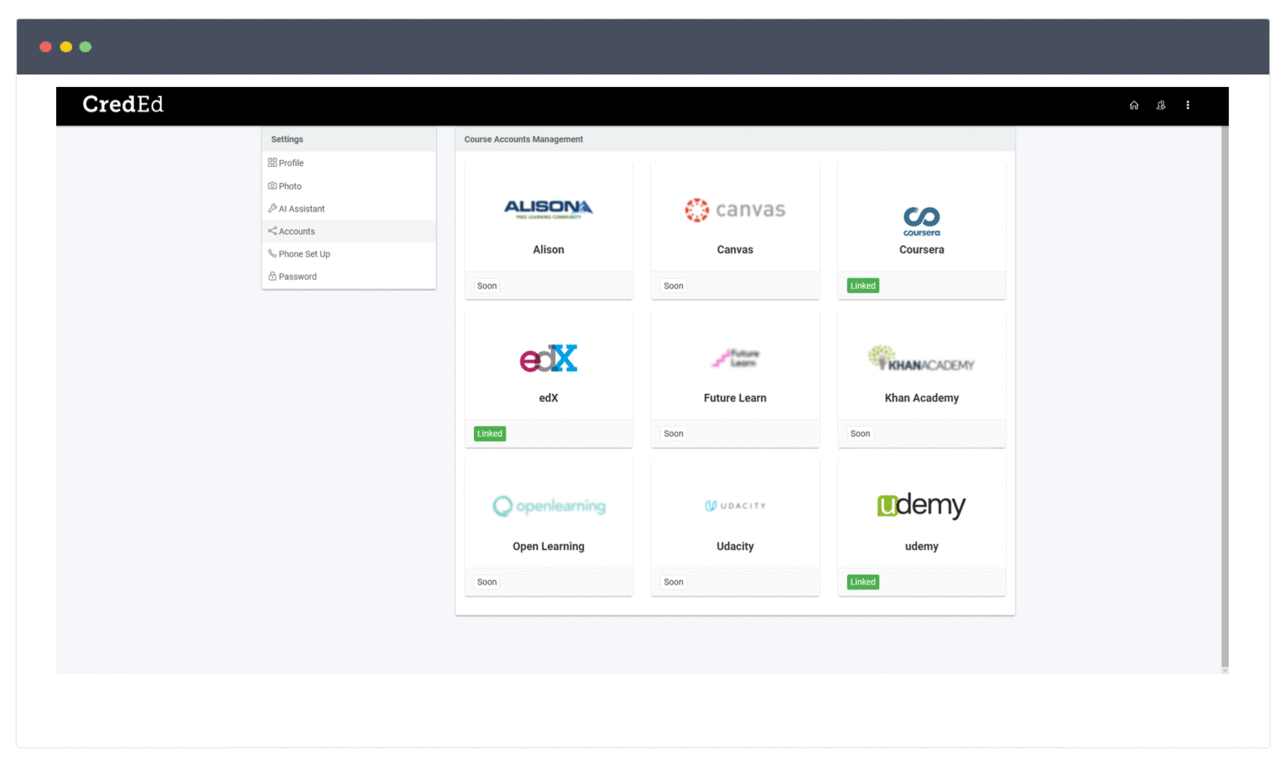 CredEd
Settings
Profile
Photo
AI Assistant
Accounts
Phone Set Up
Password
Course Accounts Management
ALISON
FREE LEARNING COMMUNITY
Alison
Soon
canvas
Canvas
Soon
coursera
Coursera
Linked
edX
edX
Linked
Future
Learn
Future Learn
Soon
KHANACADEMY
Khan Academy
Soon
openlearning
Open Learning
Soon
UDACITY
Udacity
Soon
udemy
udemy
Linked